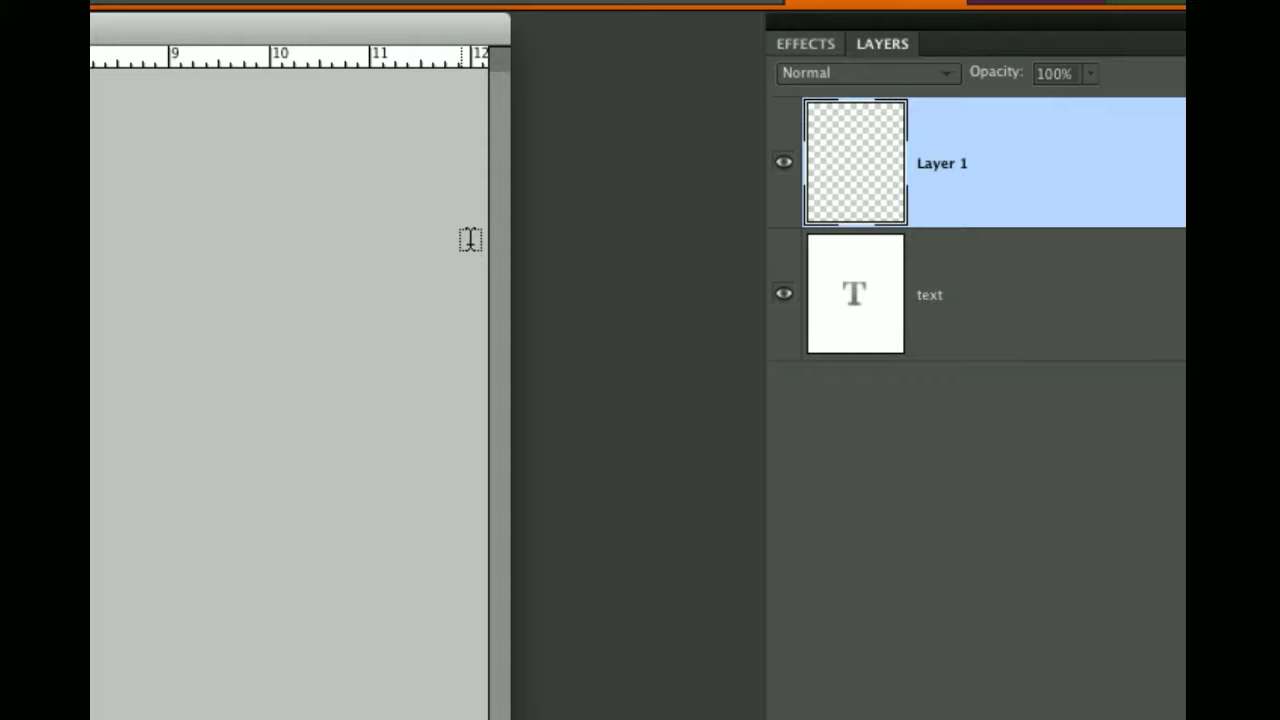 9 10 11 12
EFFECTS LAYERS
Normal Opacity: 100%
Layer 1
T
text